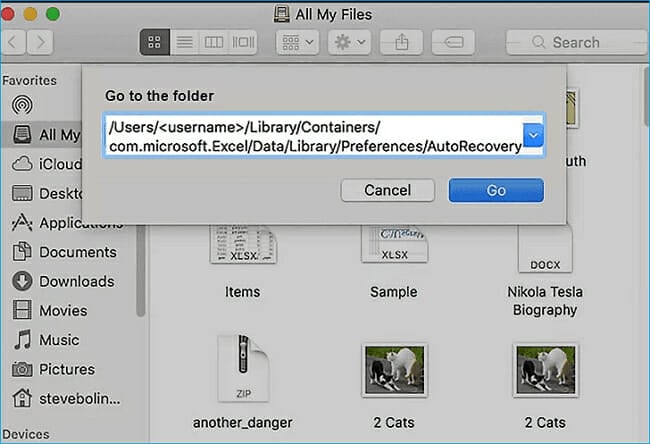 All My Files
Search
Favorites
All My
iCloud
Deskto
Applications
Documents
Downloads
Movies
Music
Pictures
stevebolin...
Devices
Go to the folder
/Users/<username>/Library/Containers/
com.microsoft.Excel/Data/Library/Preferences/AutoRecovery
Cancel
Go
uth
XLSX
XLSX
DOCX
Items
Sample
Nikola Tesla
Biography
ZIP
another_danger
2 Cats
2 Cats